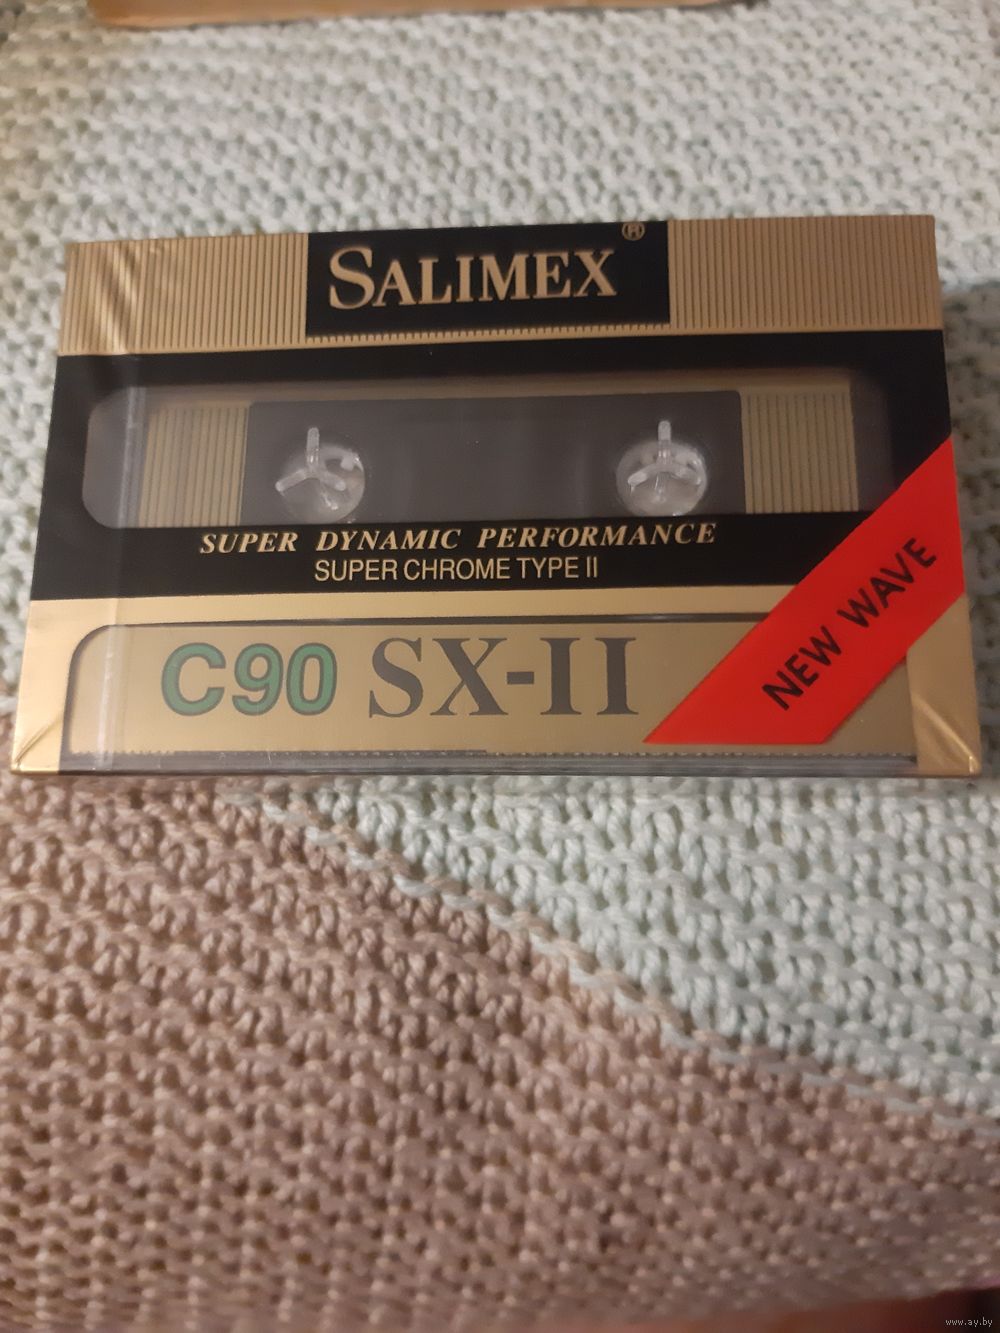 SALIMEX®
SUPER DYNAMIC PERFORMANCE
SUPER CHROME TYPE II
C90 SX-II
NEW WAVE
www.ay.by